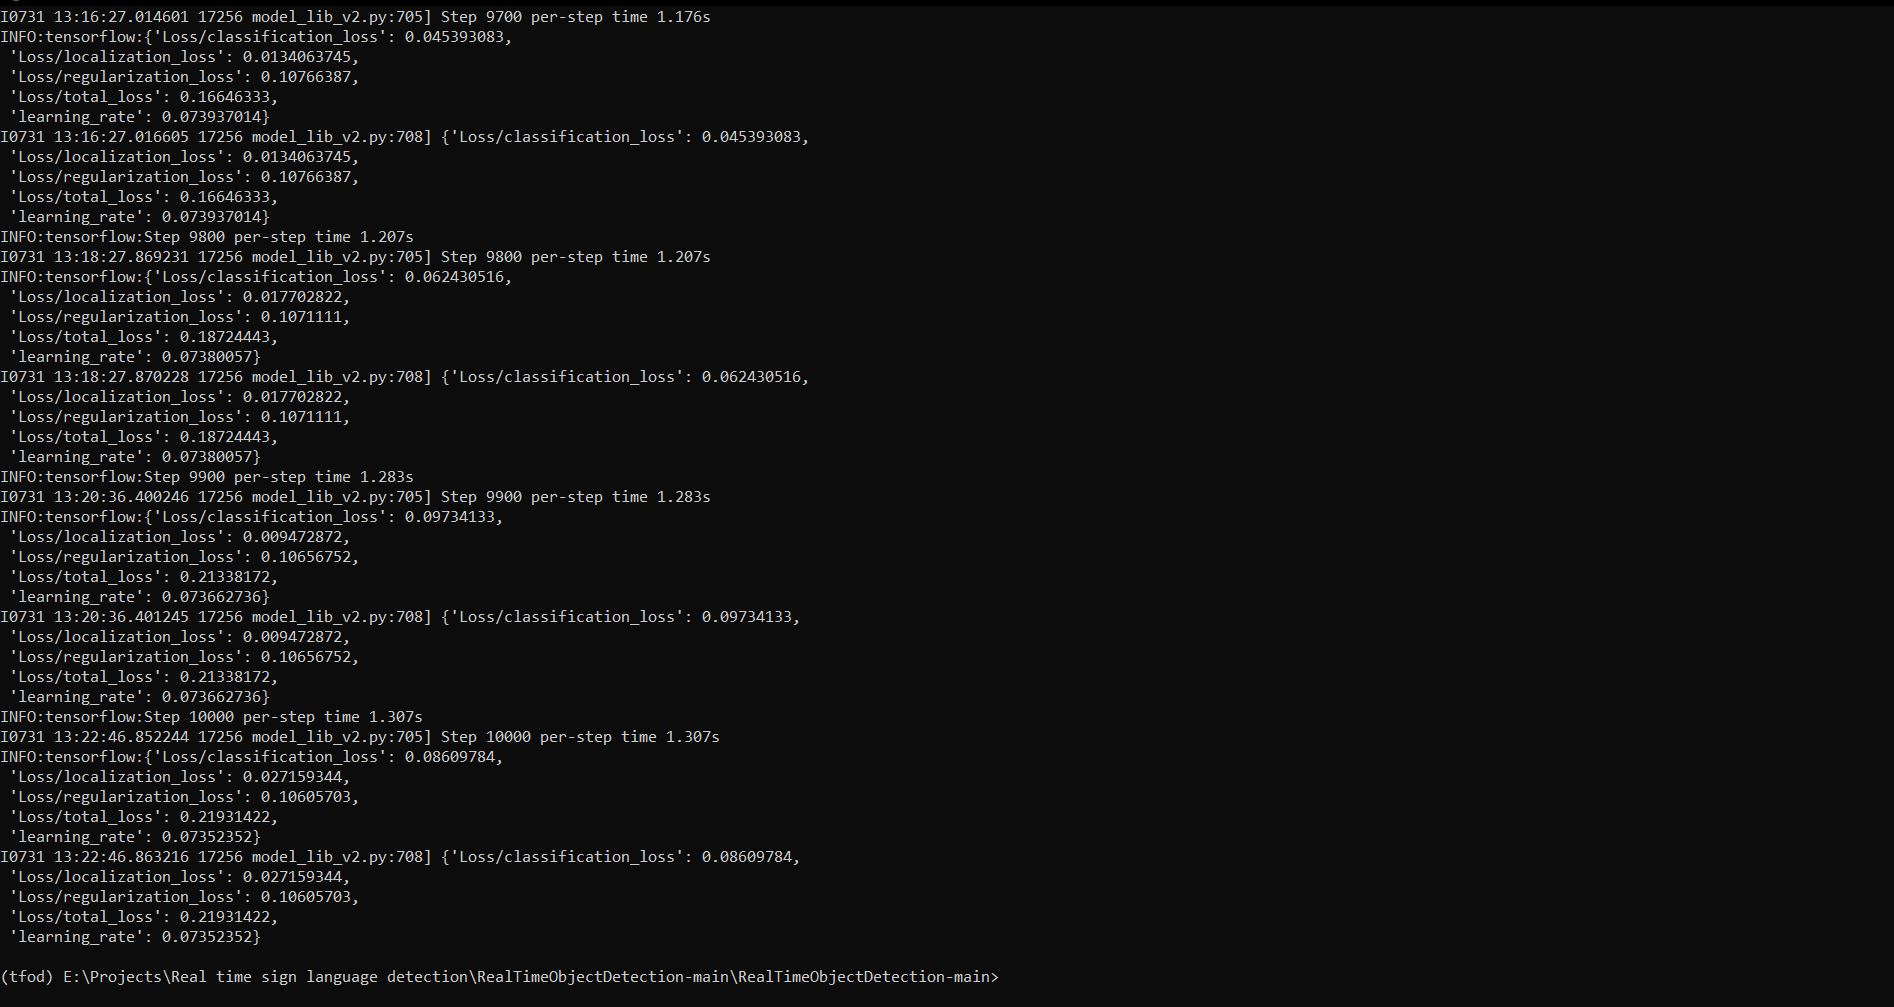 I0731 13:16:27.014601 17256 model_lib_v2.py:705] Step 9700 per-step time 1.176s
INFO:tensorflow:{'Loss/classification_loss': 0.045393083,
 'Loss/localization_loss': 0.0134063745,
 'Loss/regularization_loss': 0.10766387,
 'Loss/total_loss': 0.16646333,
 'learning_rate': 0.073937014}
I0731 13:16:27.016605 17256 model_lib_v2.py:708] {'Loss/classification_loss': 0.045393083,
 'Loss/localization_loss': 0.0134063745,
 'Loss/regularization_loss': 0.10766387,
 'Loss/total_loss': 0.16646333,
 'learning_rate': 0.073937014}
INFO:tensorflow:Step 9800 per-step time 1.207s
I0731 13:18:27.869231 17256 model_lib_v2.py:705] Step 9800 per-step time 1.207s
INFO:tensorflow:{'Loss/classification_loss': 0.062430516,
 'Loss/localization_loss': 0.017702822,
 'Loss/regularization_loss': 0.1071111,
 'Loss/total_loss': 0.18724443,
 'learning_rate': 0.07380057}
I0731 13:18:27.870228 17256 model_lib_v2.py:708] {'Loss/classification_loss': 0.062430516,
 'Loss/localization_loss': 0.017702822,
 'Loss/regularization_loss': 0.1071111,
 'Loss/total_loss': 0.18724443,
 'learning_rate': 0.07380057}
INFO:tensorflow:Step 9900 per-step time 1.283s
I0731 13:20:36.400246 17256 model_lib_v2.py:705] Step 9900 per-step time 1.283s
INFO:tensorflow:{'Loss/classification_loss': 0.09734133,
 'Loss/localization_loss': 0.009472872,
 'Loss/regularization_loss': 0.10656752,
 'Loss/total_loss': 0.21338172,
 'learning_rate': 0.073662736}
I0731 13:20:36.401245 17256 model_lib_v2.py:708] {'Loss/classification_loss': 0.09734133,
 'Loss/localization_loss': 0.009472872,
 'Loss/regularization_loss': 0.10656752,
 'Loss/total_loss': 0.21338172,
 'learning_rate': 0.073662736}
INFO:tensorflow:Step 10000 per-step time 1.307s
I0731 13:22:46.852244 17256 model_lib_v2.py:705] Step 10000 per-step time 1.307s
INFO:tensorflow:{'Loss/classification_loss': 0.08609784,
 'Loss/localization_loss': 0.027159344,
 'Loss/regularization_loss': 0.10605703,
 'Loss/total_loss': 0.21931422,
 'learning_rate': 0.07352352}
I0731 13:22:46.863216 17256 model_lib_v2.py:708] {'Loss/classification_loss': 0.08609784,
 'Loss/localization_loss': 0.027159344,
 'Loss/regularization_loss': 0.10605703,
 'Loss/total_loss': 0.21931422,
 'learning_rate': 0.07352352}
(tfod) E:\Projects\Real time sign language detection\RealTimeObjectDetection-main\RealTimeObjectDetection-main>